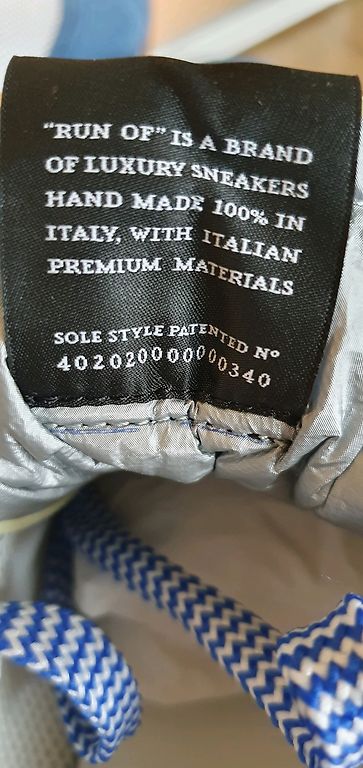 "RUN OF" IS A BRAND
OF LUXURY SNEAKERS
HAND MADE 100% IN
ITALY, WITH ITALIAN
PREMIUM MATERIALS
SOLE STYLE PATENTED Nº
402020000000340